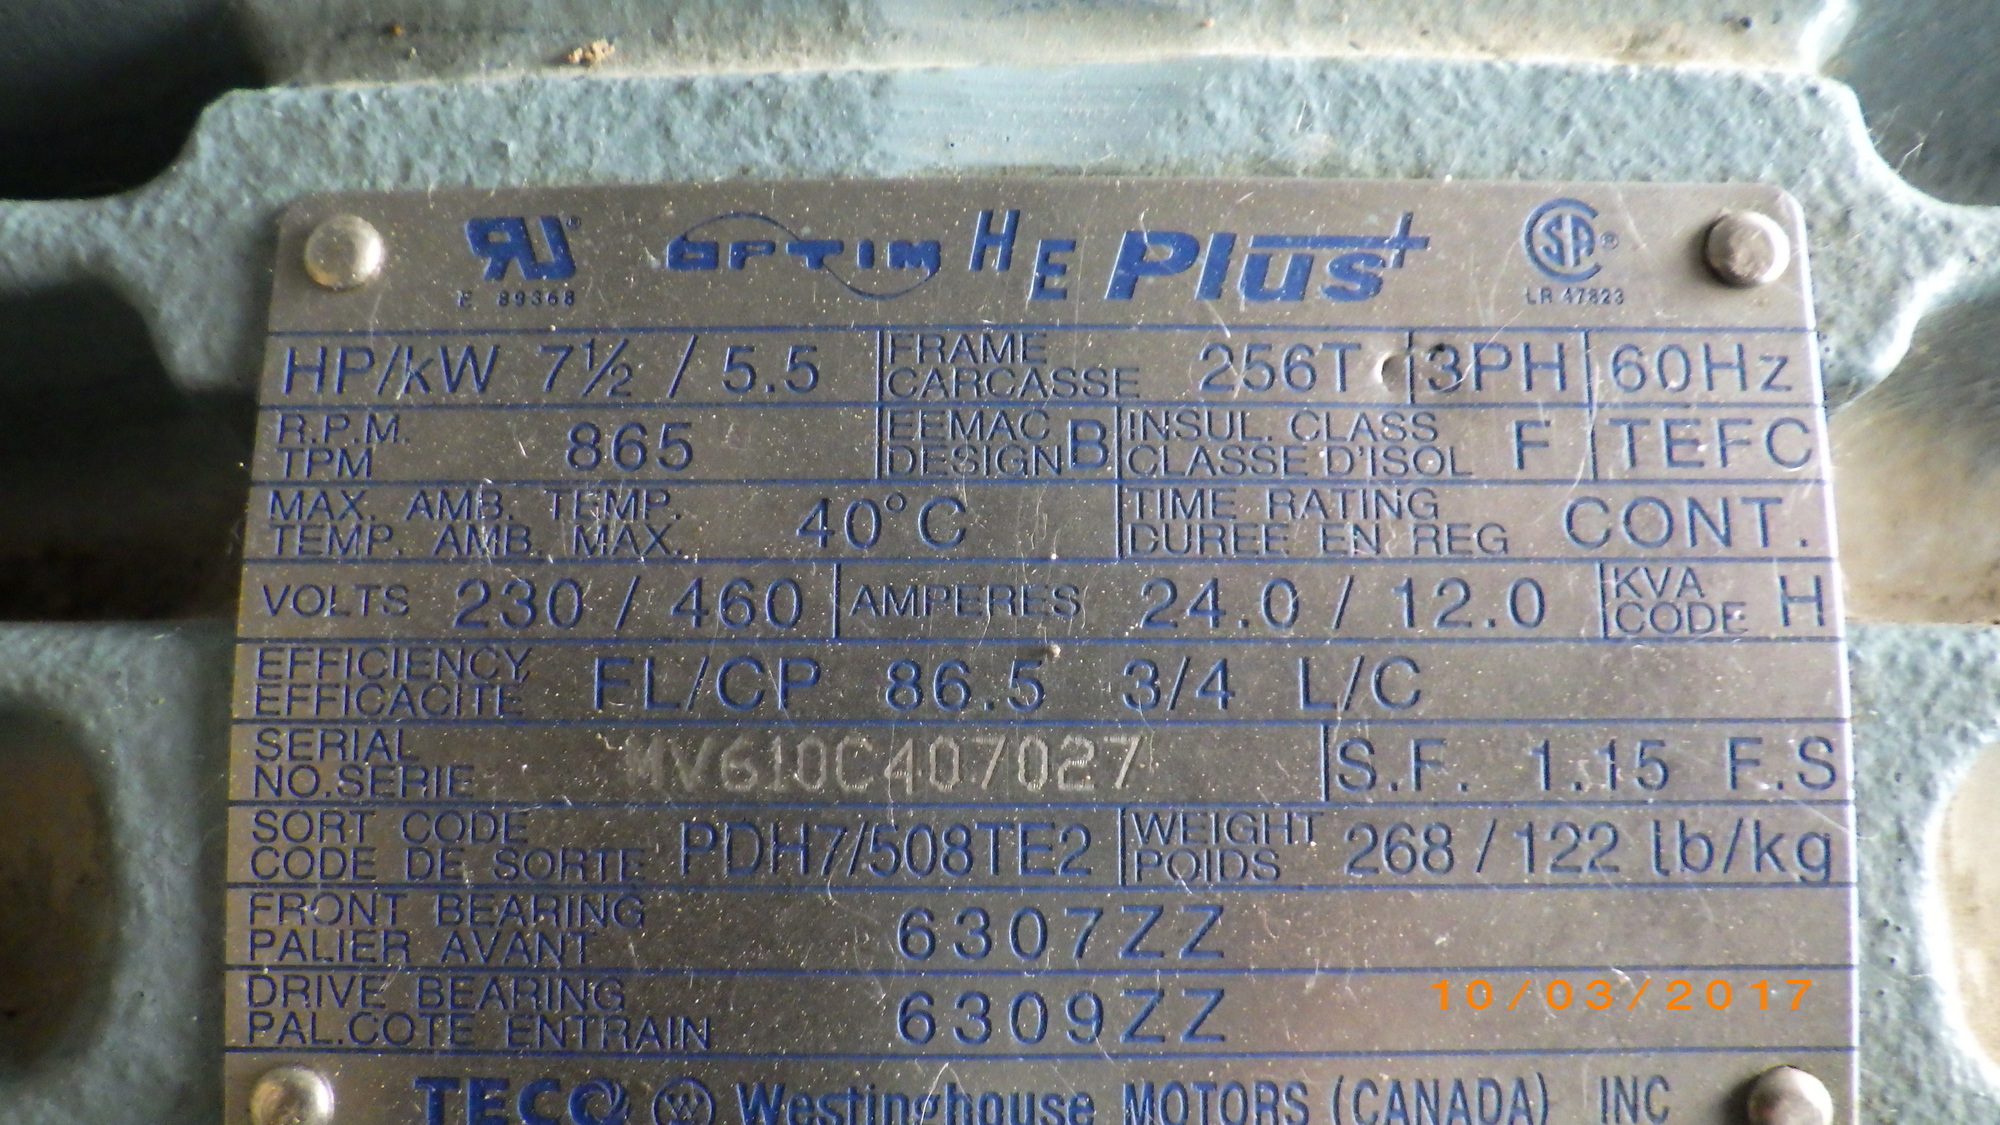 RU® OPTIM HE Plus+ CSA®
E 89368 LR 47823
HP/kW 7½ / 5.5 FRAME CARCASSE 256T 3PH 60Hz
R.P.M. TPM 865 EEMAC DESIGN B INSUL. CLASS CLASSE D'ISOL F TEFC
MAX. AMB. TEMP. TEMP. AMB. MAX. 40°C TIME RATING DUREE EN REG CONT.
VOLTS 230 / 460 AMPERES 24.0 / 12.0 KVA CODE H
EFFICIENCY EFFICACITE FL/CP 86.5 3/4 L/C
SERIAL NO.SERIE MV610C407027 S.F. 1.15 F.S
SORT CODE CODE DE SORTE PDH7/508TE2 WEIGHT POIDS 268 / 122 lb/kg
FRONT BEARING PALIER AVANT 6307ZZ
DRIVE BEARING PAL.COTE ENTRAIN 6309ZZ
10/03/2017
TECO W Westinghouse MOTORS (CANADA) INC